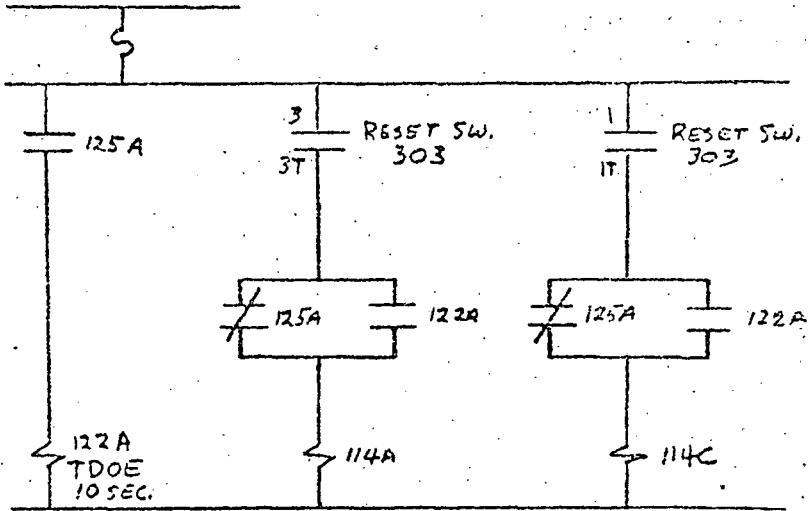 125A
3
3T
RESET SW.
303
1
1T
RESET SW.
303
125A
122A
125A
122A
122A
TDOE
10 SEC.
114A
114C